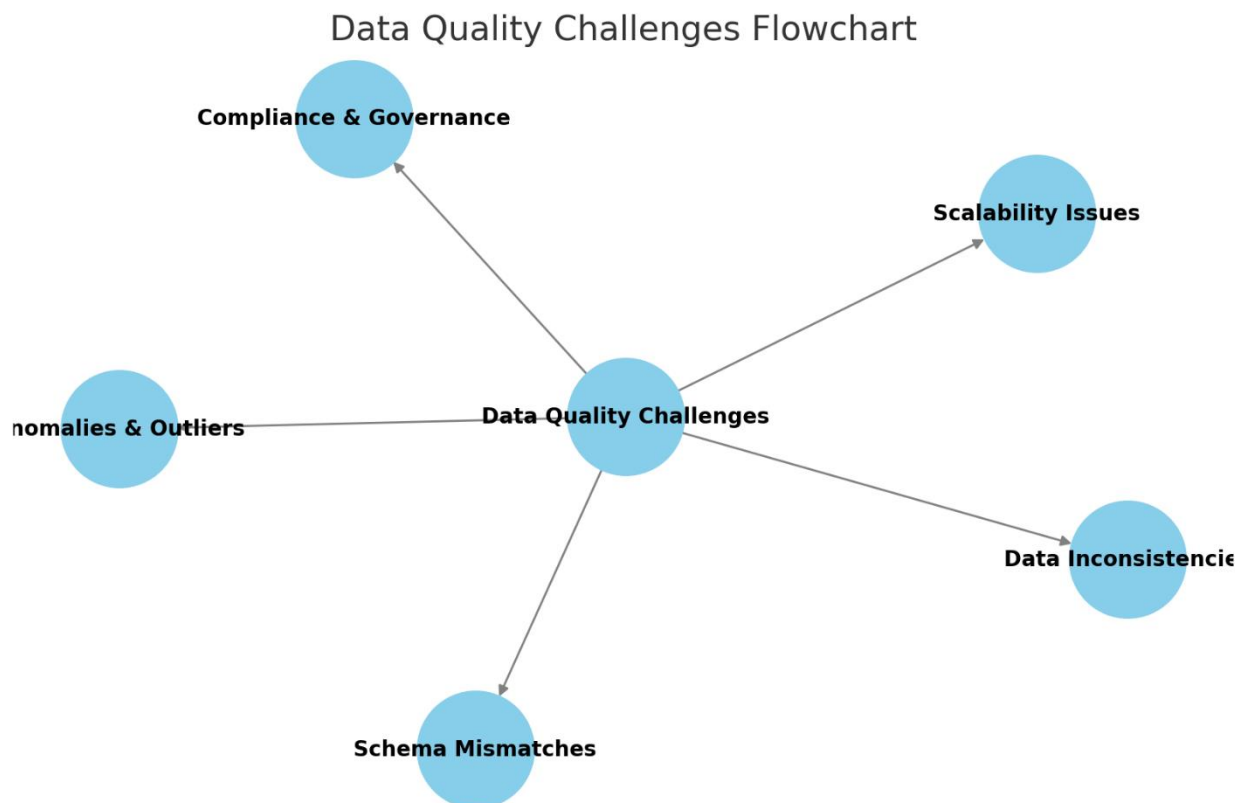 Data Quality Challenges Flowchart
Compliance & Governance
Scalability Issues
Data Quality Challenges
nomalies & Outliers
Data Inconsistencie
Schema Mismatches